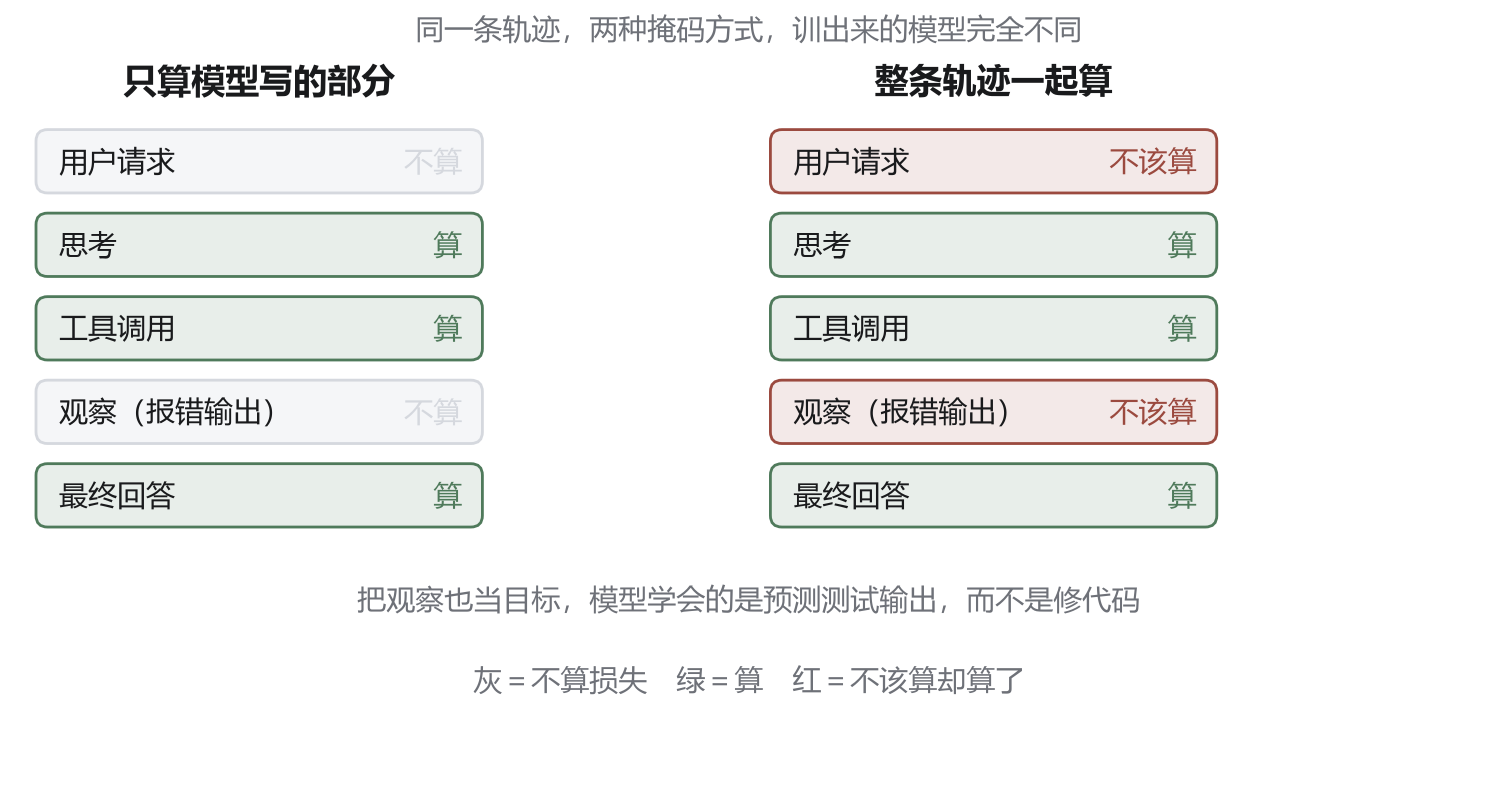 同一条轨迹，两种掩码方式，训出来的模型完全不同
只算模型写的部分
用户请求 不算
思考 算
工具调用 算
观察（报错输出） 不算
最终回答 算
整条轨迹一起算
用户请求 不该算
思考 算
工具调用 算
观察（报错输出） 不该算
最终回答 算
把观察也当目标，模型学会的是预测测试输出，而不是修代码
灰 = 不算损失 绿 = 算 红 = 不该算却算了